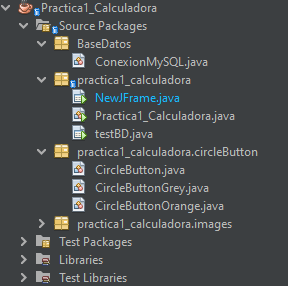 Practica1_Calculadora
Source Packages
BaseDatos
ConexionMySQL.java
practica1_calculadora
NewJFrame.java
Practica1_Calculadora.java
testBD.java
practica1_calculadora.circleButton
CircleButton.java
CircleButtonGrey.java
CircleButtonOrange.java
practica1_calculadora.images
Test Packages
Libraries
Test Libraries